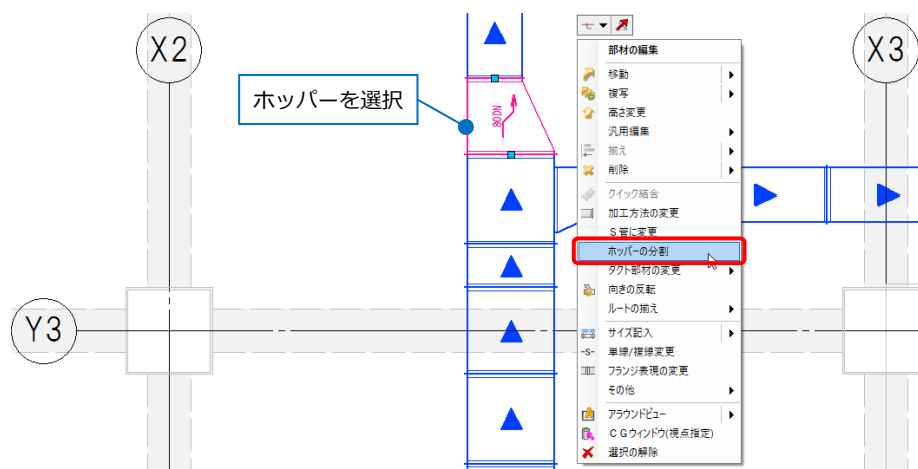 X2
X3
ホッパーを選択
NDO8
Y3
部材の編集
移動
複写
高さ変更
汎用編集
揃え
削除
クイック結合
加工方法の変更
S管に変更
ホッパーの分割
ダクト部材の変更
向きの反転
ルートの揃え
サイズ記入
-S-
単線/複線変更
フランジ表現の変更
その他
アラウンドビュー
CGウィンドウ(視点指定)
選択の解除